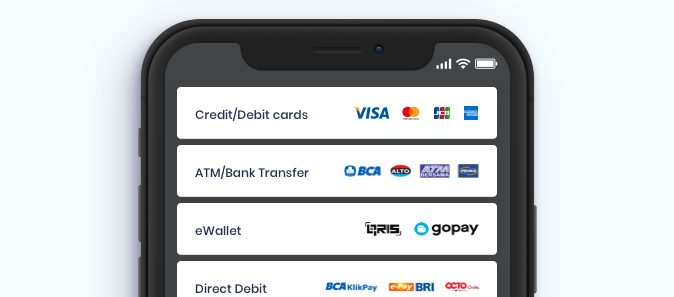 Credit/Debit cards VISA mastercard JCB
ATM/Bank Transfer BCA ALTO ATM BERSAMA PRIMA
eWallet QRIS gopay
Direct Debit BCA KlikPay e-Pay BRI OCTO Clicks